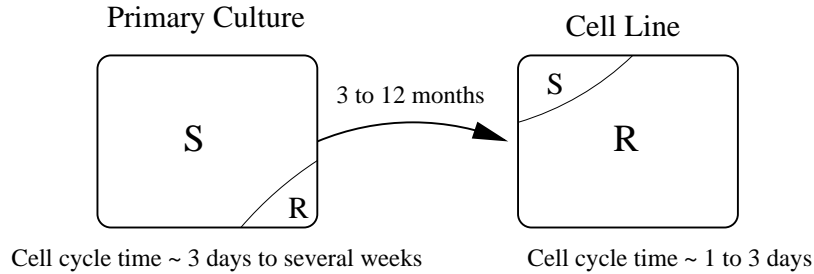 Primary Culture
Cell Line
3 to 12 months
S
R
S
R
Cell cycle time ~ 3 days to several weeks
Cell cycle time ~ 1 to 3 days